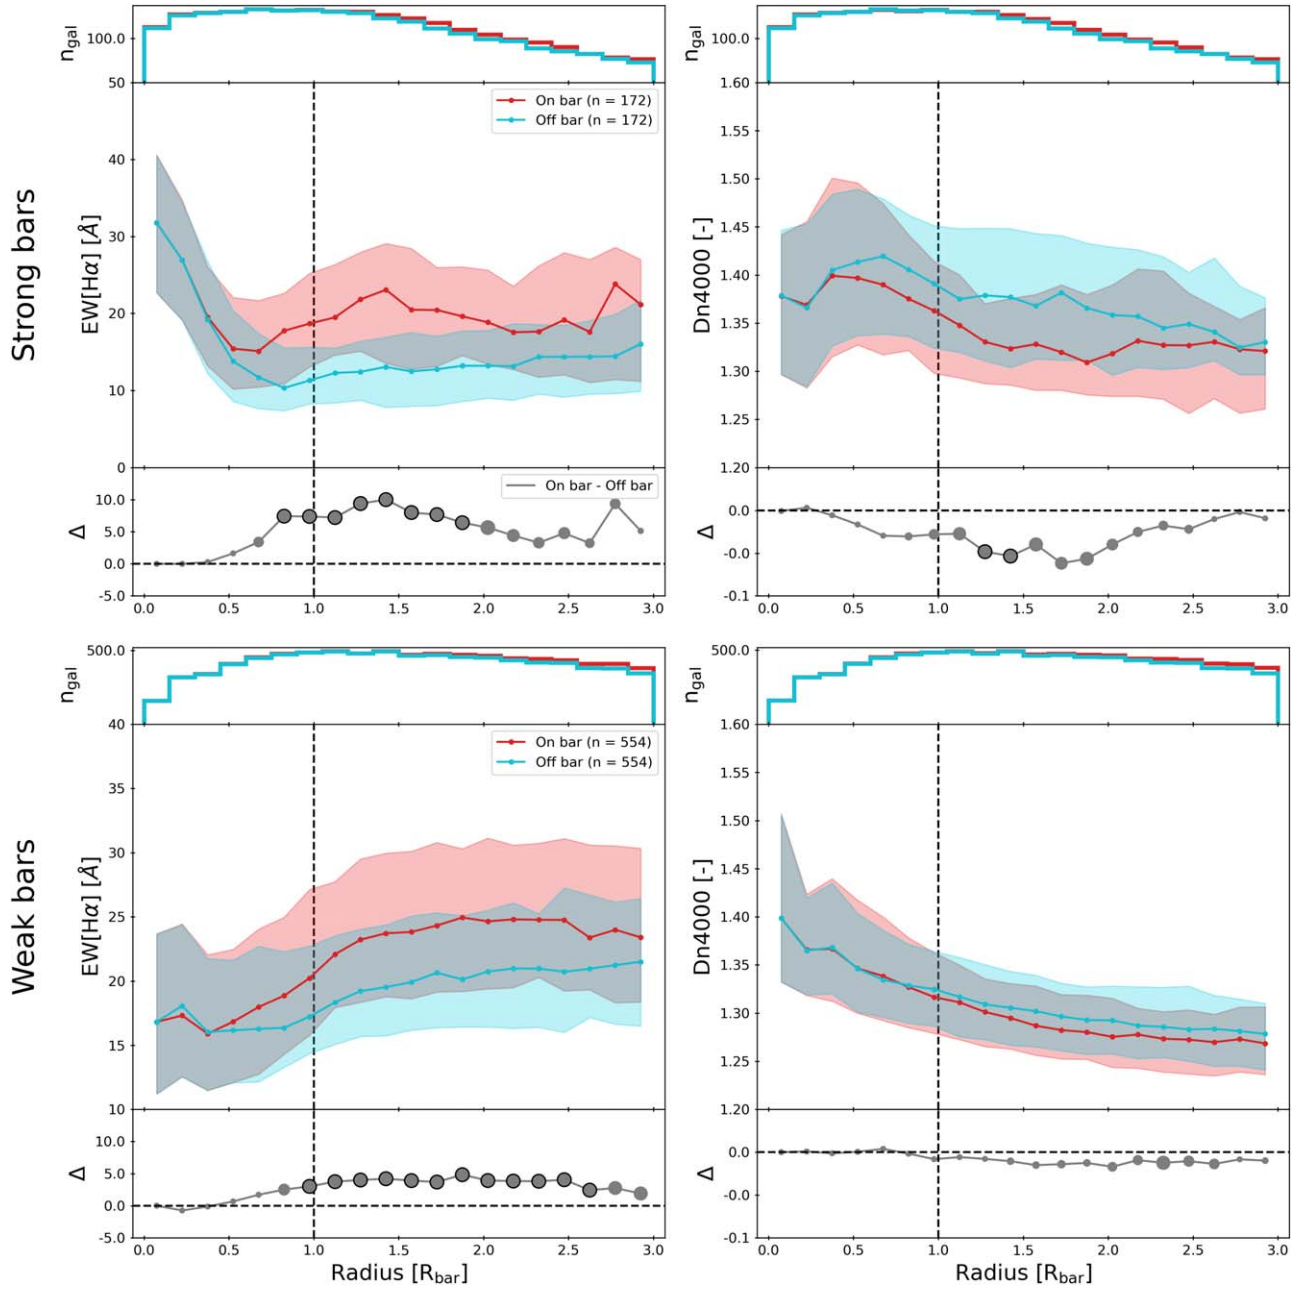 n_gal
100.0
n_gal
100.0
Strong bars
EW[Hα] [Å]
50
40
30
20
10
0
On bar (n = 172)
Off bar (n = 172)
Dn4000 [-]
1.60
1.55
1.50
1.45
1.40
1.35
1.30
1.25
1.20
Δ
10.0
5.0
0.0
-5.0
On bar - Off bar
0.0 0.5 1.0 1.5 2.0 2.5 3.0
Δ
0.0
-0.0
-0.1
0.0 0.5 1.0 1.5 2.0 2.5 3.0
n_gal
500.0
n_gal
500.0
Weak bars
EW[Hα] [Å]
40
35
30
25
20
15
10
On bar (n = 554)
Off bar (n = 554)
Dn4000 [-]
1.60
1.55
1.50
1.45
1.40
1.35
1.30
1.25
1.20
Δ
10.0
5.0
0.0
-5.0
0.0 0.5 1.0 1.5 2.0 2.5 3.0
Radius [R_bar]
Δ
0.0
-0.0
-0.1
0.0 0.5 1.0 1.5 2.0 2.5 3.0
Radius [R_bar]